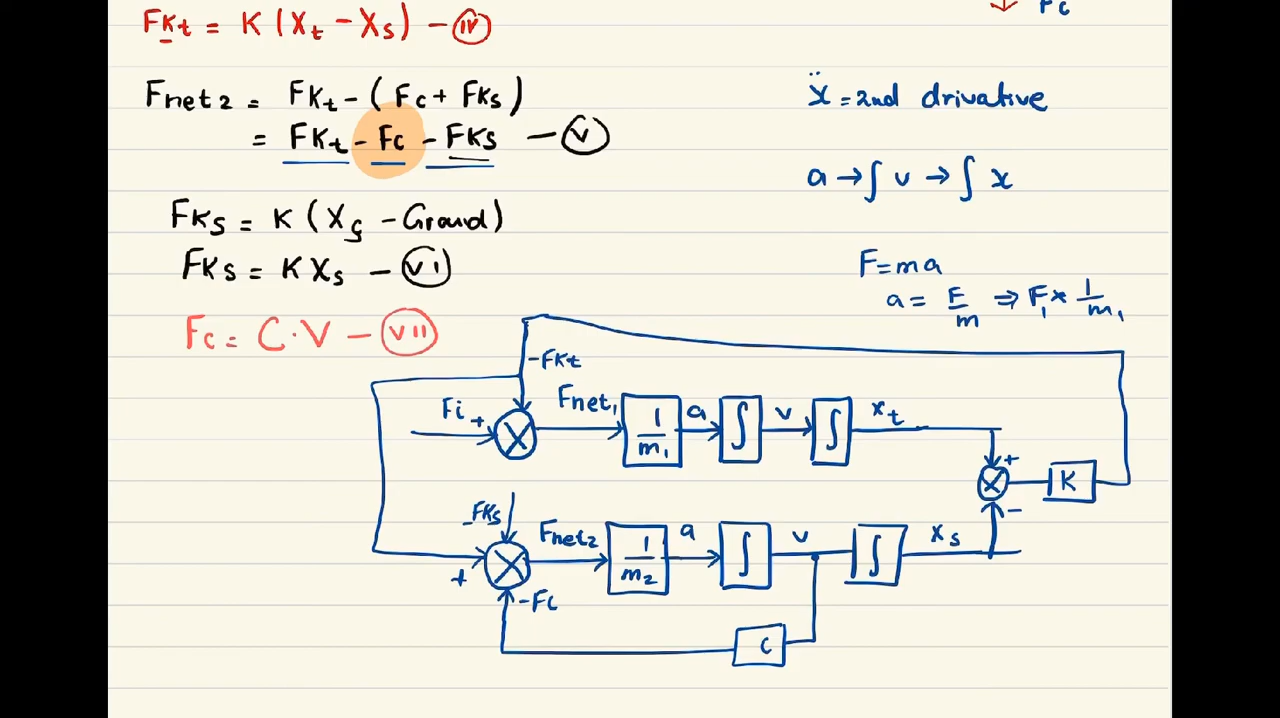 FKt = K (Xt - Xs) - IV
Fc
Fnet2 = FKt - ( Fc + FKs )
= FKt - Fc - FKs - V
ẍ = 2nd drivative
a → ∫ v → ∫ x
FKs = K ( Xs - Ground )
FKs = K Xs - VI
F = ma
a = F/m ⇒ F1 * 1/m1
Fc = C · V - VII
-FKt
Fi + Fnet1 1/m1 a ∫ v ∫ xt
+ K
-
-FKs Fnet2 1/m2 a ∫ v ∫ xs
+ -Fc
C